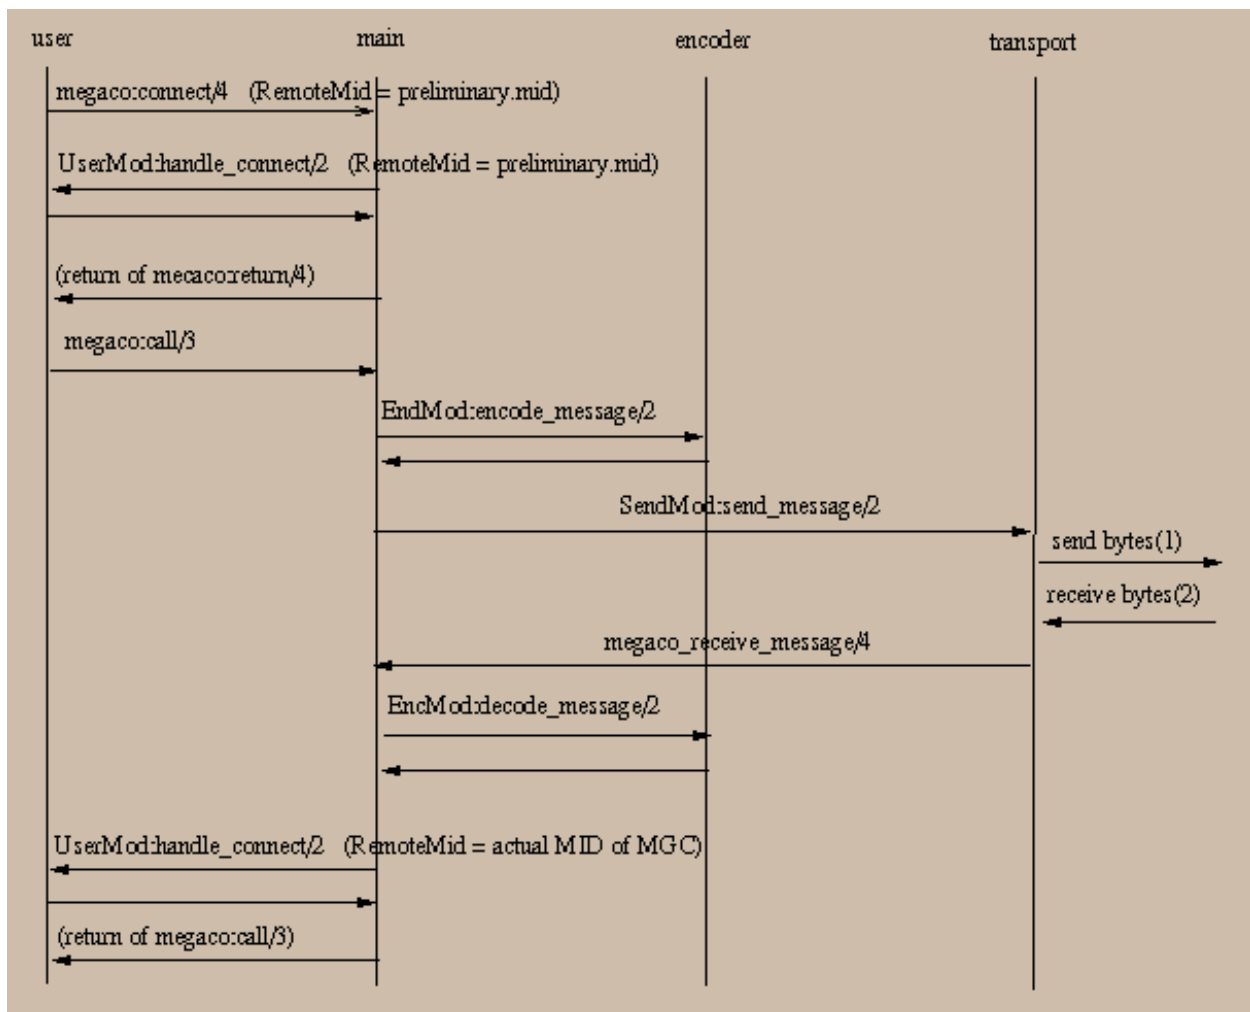 user main encoder transport
megaco:connect/4 (RemoteMid = preliminary.mid)
UserMod:handle_connect/2 (RemoteMid = preliminary.mid)
(return of mecaco:return/4)
megaco:call/3
EndMod:encode_message/2
SendMod:send_message/2
send bytes(1)
receive bytes(2)
megaco_receive_message/4
EncMod:decode_message/2
UserMod:handle_connect/2 (RemoteMid = actual MID of MGC)
(return of megaco:call/3)